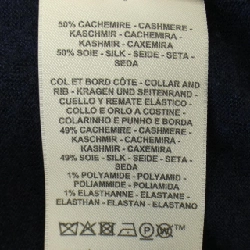 50% CACHEMIRE - CASHMERE -
KASCHMIR - CACHEMIRA -
KASHMIR - CAXEMIRA
50% SOIE - SILK - SEIDE - SETA -
SEDA
COL ET BORD CÔTE - COLLAR AND
RIB - KRAGEN UND SEITENRAND -
CUELLO Y REMATE ELASTICO -
COLLO E ORLO A COSTINE -
COLARINHO E PUNHO E BORDA
49% CACHEMIRE - CASHMERE -
KASCHMIR - CACHEMIRA -
KASHMIR - CAXEMIRA
49% SOIE - SILK - SEIDE - SETA -
SEDA
1% POLYAMIDE - POLYAMID -
POLIAMMIDE - POLIAMIDA
1% ELASTHANNE - ELASTANE -
ELASTHAN - ELASTAN - ELASTANO